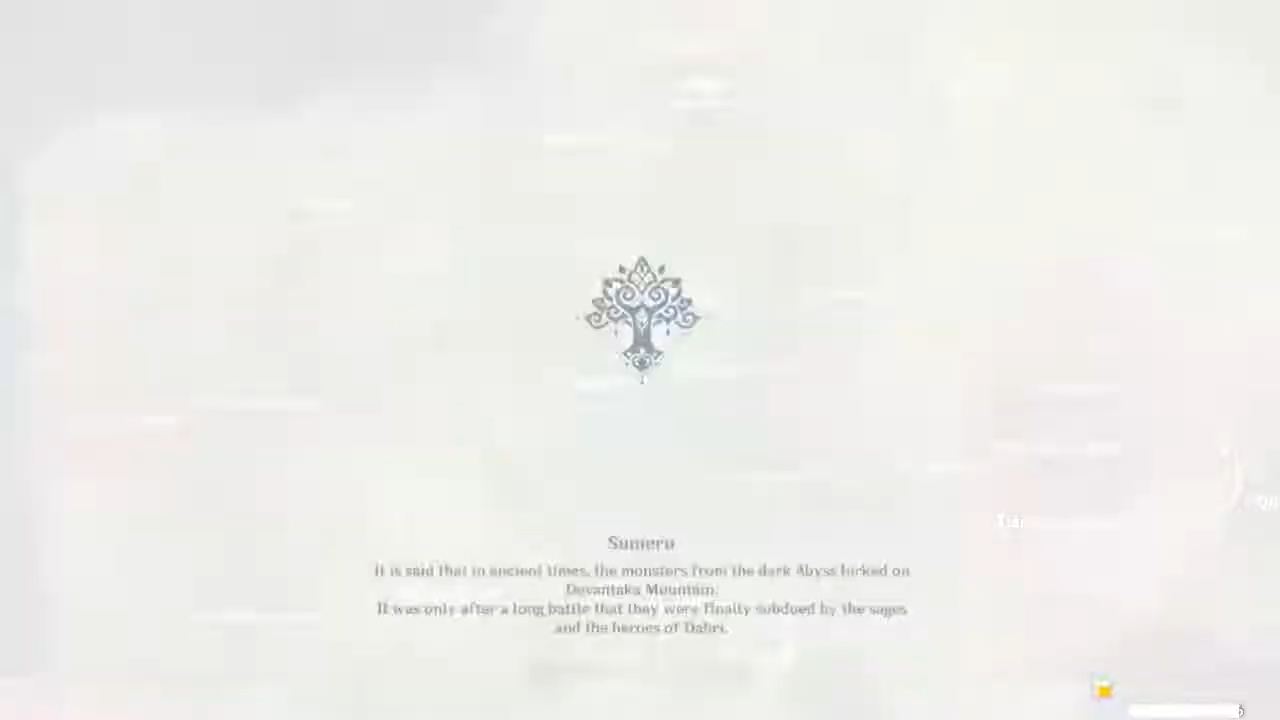 Sumeru
It is said that in ancient times, the monsters from the dark Abyss lurked on
Devantaka Mountain.
It was only after a long battle that they were finally subdued by the sages
and the heroes of Dahri.